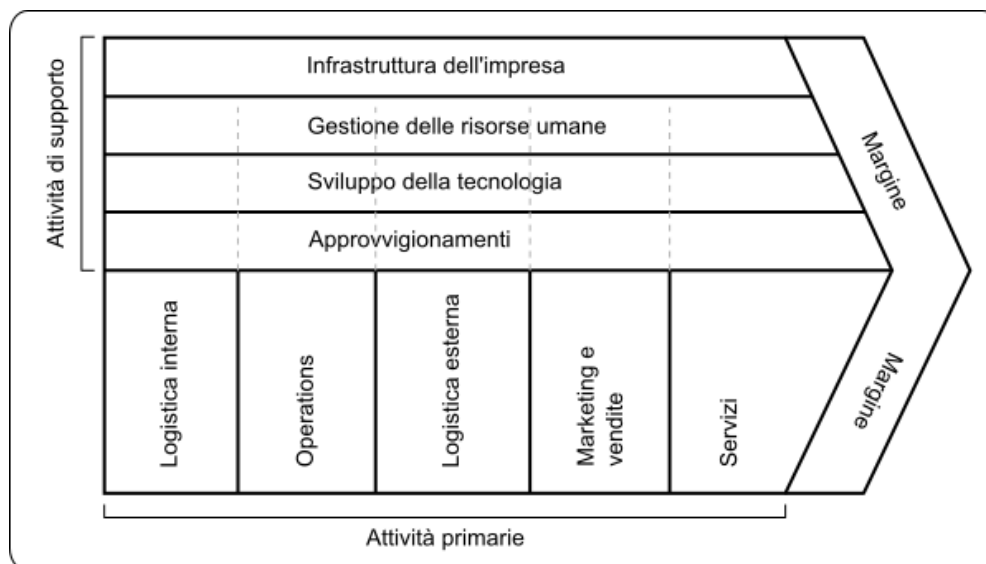 Attività di supporto
Infrastruttura dell'impresa
Gestione delle risorse umane
Sviluppo della tecnologia
Approvvigionamenti
Margine
Logistica interna
Operations
Logistica esterna
Marketing e
vendite
Servizi
Margine
Attività primarie